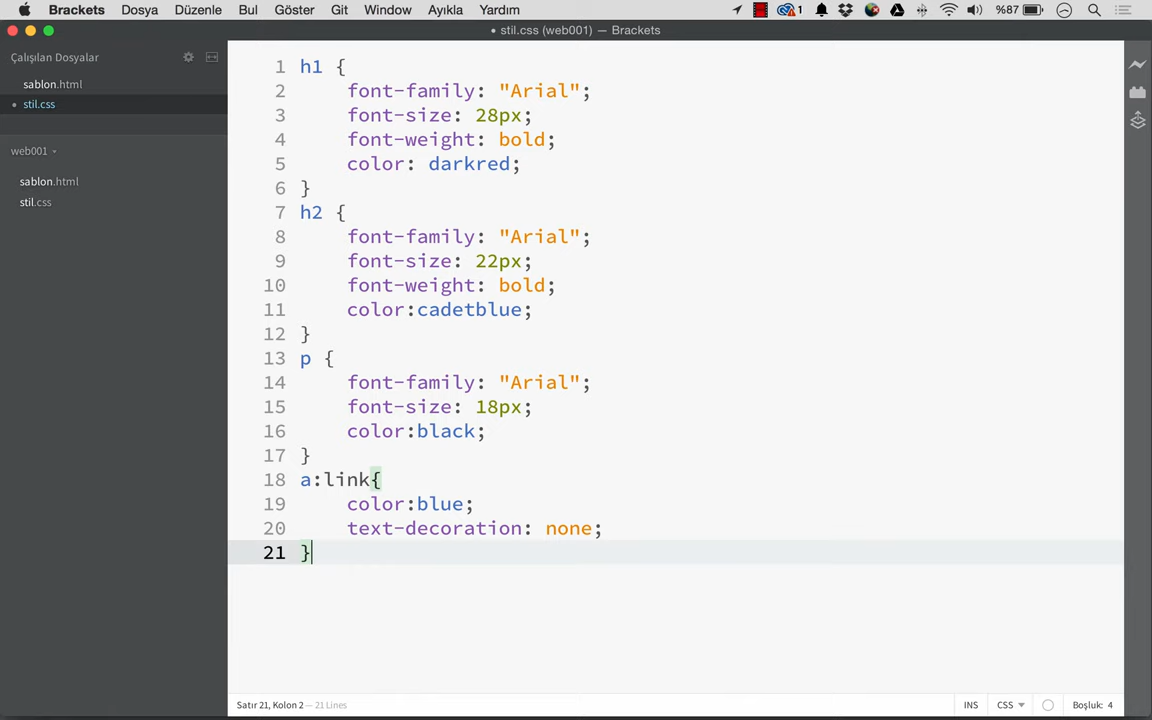 Brackets Dosya Düzenle Bul Göster Git Window Ayıkla Yardım 1 %87
• stil.css (web001) — Brackets
Çalışılan Dosyalar
sablon.html
• stil.css
web001
sablon.html
stil.css
1 h1 {
2 font-family: "Arial";
3 font-size: 28px;
4 font-weight: bold;
5 color: darkred;
6 }
7 h2 {
8 font-family: "Arial";
9 font-size: 22px;
10 font-weight: bold;
11 color:cadetblue;
12 }
13 p {
14 font-family: "Arial";
15 font-size: 18px;
16 color:black;
17 }
18 a:link{
19 color:blue;
20 text-decoration: none;
21 }
Satır 21, Kolon 2 — 21 Lines INS CSS Boşluk: 4